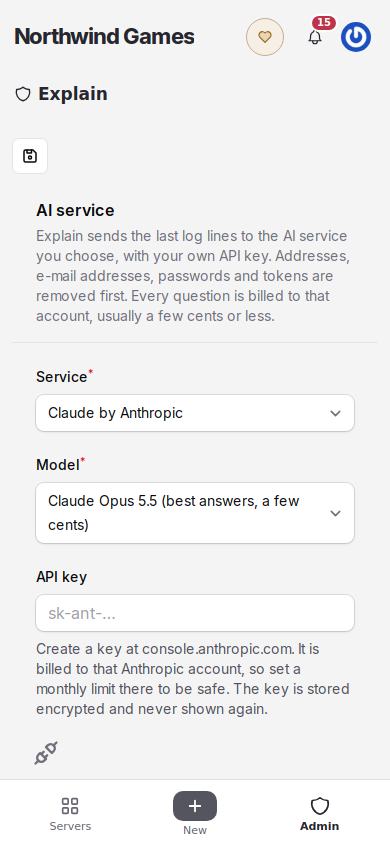 Northwind Games
15
Explain
AI service
Explain sends the last log lines to the AI service
you choose, with your own API key. Addresses,
e-mail addresses, passwords and tokens are
removed first. Every question is billed to that
account, usually a few cents or less.
Service*
Claude by Anthropic
Model*
Claude Opus 5.5 (best answers, a few
cents)
API key
sk-ant-...
Create a key at console.anthropic.com. It is
billed to that Anthropic account, so set a
monthly limit there to be safe. The key is stored
encrypted and never shown again.
Servers
New
Admin